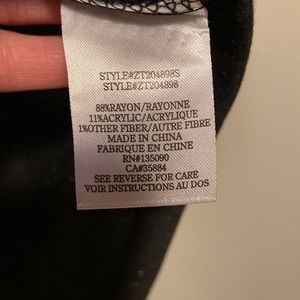 STYLE#ZT204898S
STYLE#ZT204898
88%RAYON/RAYONNE
11%ACRYLIC/ACRYLIQUE
1%OTHER FIBER/AUTRE FIBRE
MADE IN CHINA
FABRIQUE EN CHINE
RN#135090
CA#35884
SEE REVERSE FOR CARE
VOIR INSTRUCTIONS AU DOS